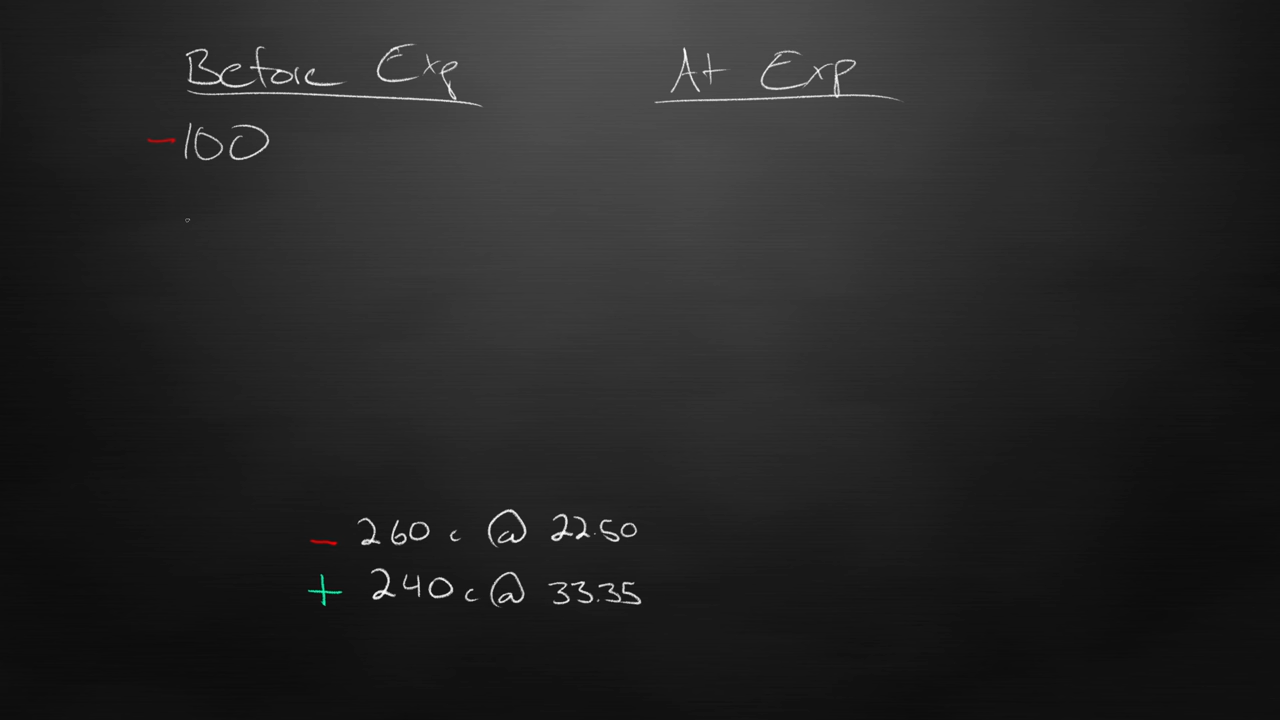 Before Exp
At Exp
-100
- 260 c @ 22.50
+ 240 c @ 33.35